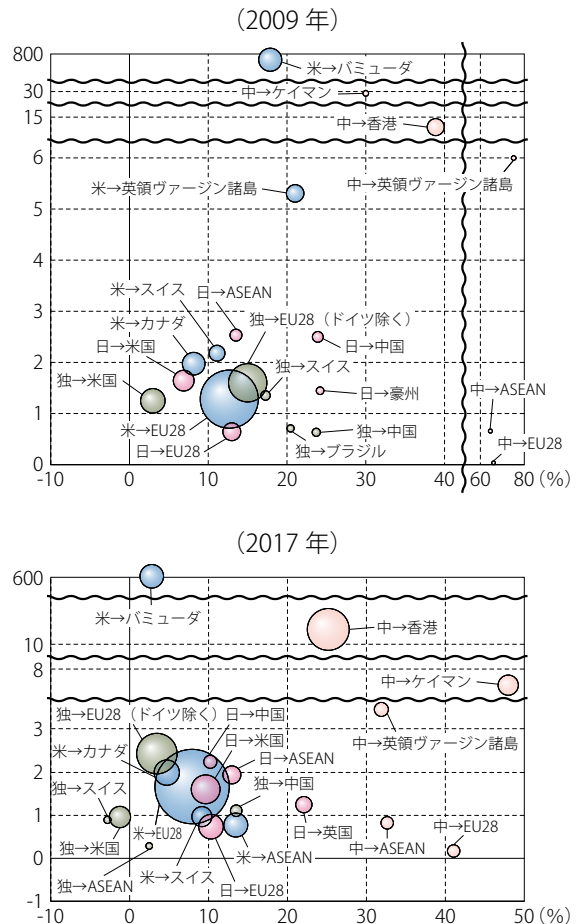 (2009 年)
800
米→バミューダ
30
中→ケイマン
15
中→香港
6
中→英領ヴァージン諸島
米→英領ヴァージン諸島
5
4
米→スイス
日→ASEAN
3
米→カナダ
独→EU28（ドイツ除く）
日→米国
日→中国
2
独→スイス
独→米国
日→豪州
中→ASEAN
1
米→EU28
独→中国
日→EU28
独→ブラジル
中→EU28
0
-10 0 10 20 30 40 60 80 (%)
(2017 年)
600
米→バミューダ
中→香港
10
8
中→ケイマン
独→EU28（ドイツ除く）
日→中国
3
日→米国
中→英領ヴァージン諸島
米→カナダ
日→ASEAN
2
独→スイス
独→中国
1
米→EU28
日→英国
中→EU28
独→米国
中→ASEAN
0
米→ASEAN
独→ASEAN
米→スイス
日→EU28
-1
-10 0 10 20 30 40 50 (%)